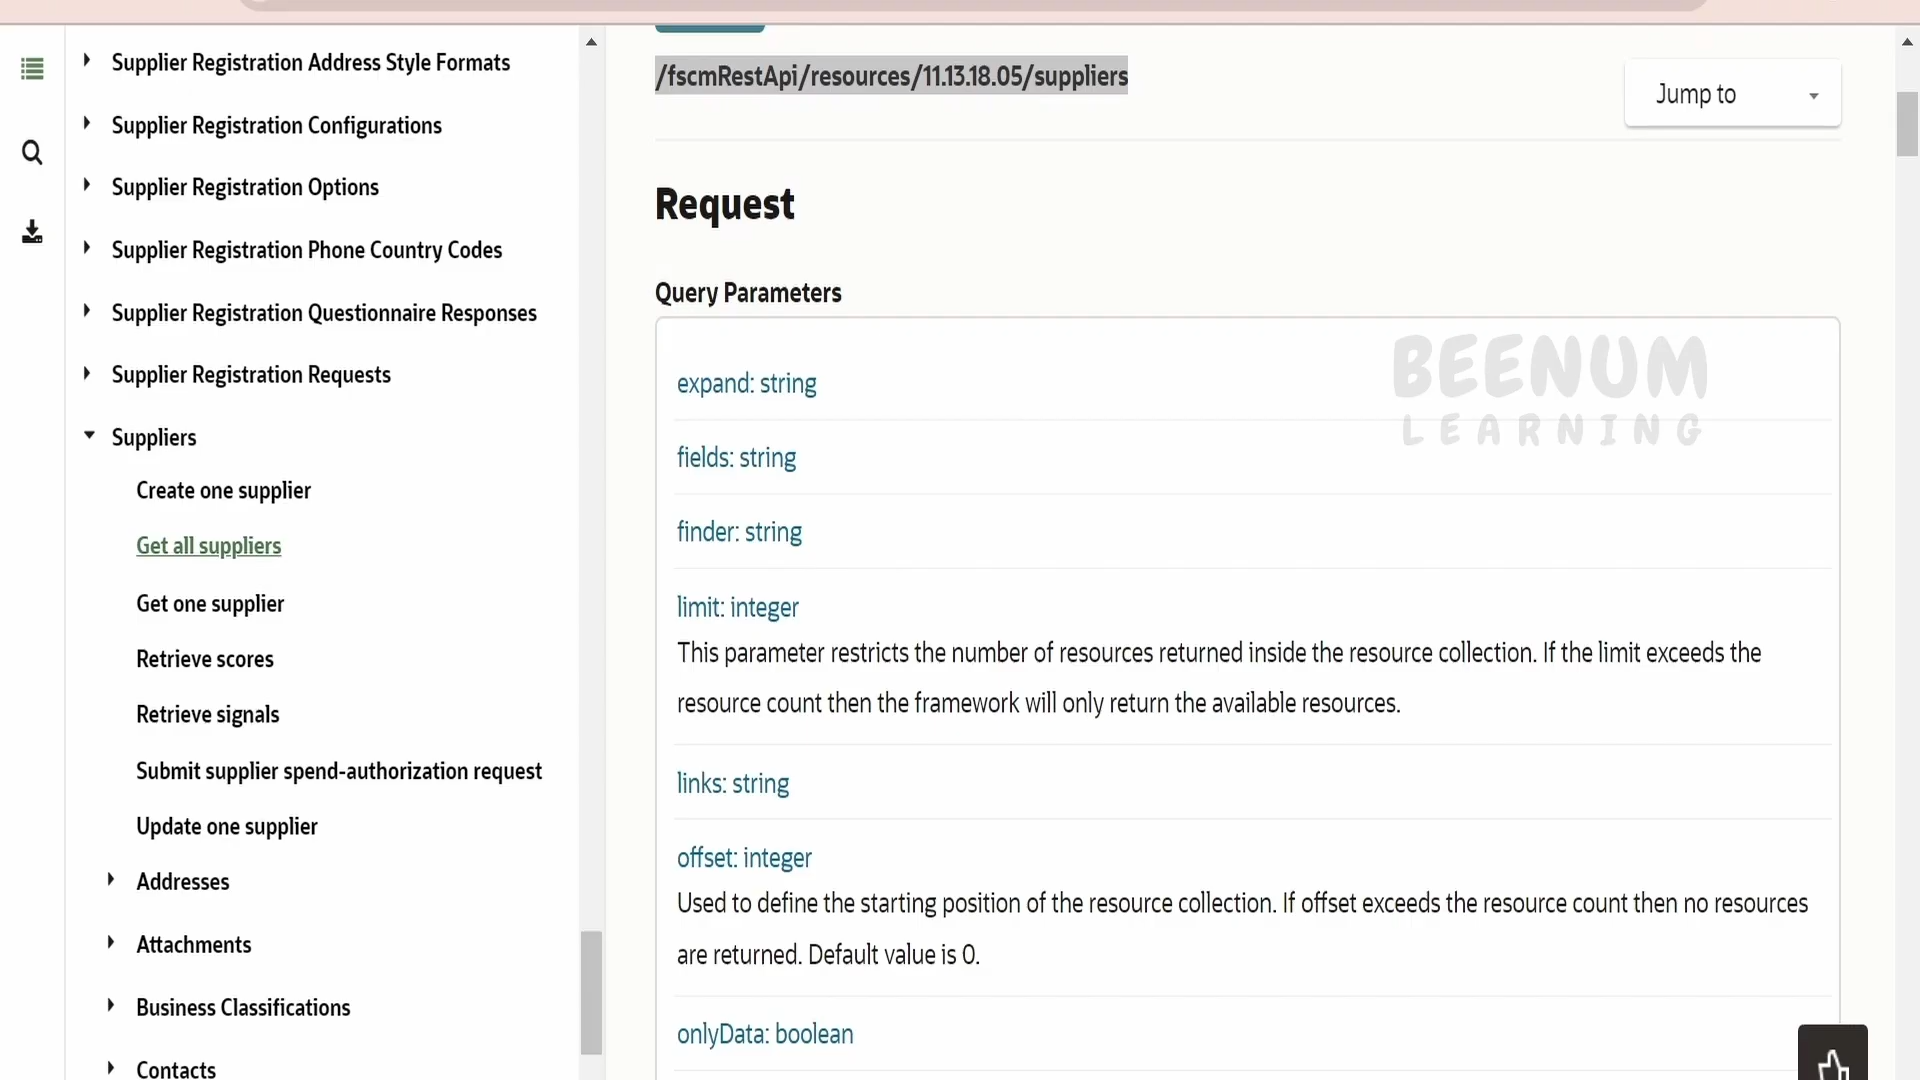 Supplier Registration Address Style Formats
Supplier Registration Configurations
Supplier Registration Options
Supplier Registration Phone Country Codes
Supplier Registration Questionnaire Responses
Supplier Registration Requests
Suppliers
Create one supplier
Get all suppliers
Get one supplier
Retrieve scores
Retrieve signals
Submit supplier spend-authorization request
Update one supplier
Addresses
Attachments
Business Classifications
Contacts
/fscmRestApi/resources/11.13.18.05/suppliers
Jump to
Request
Query Parameters
BEENUM
LEARNING
expand: string
fields: string
finder: string
limit: integer
This parameter restricts the number of resources returned inside the resource collection. If the limit exceeds the
resource count then the framework will only return the available resources.
links: string
offset: integer
Used to define the starting position of the resource collection. If offset exceeds the resource count then no resources
are returned. Default value is 0.
onlyData: boolean